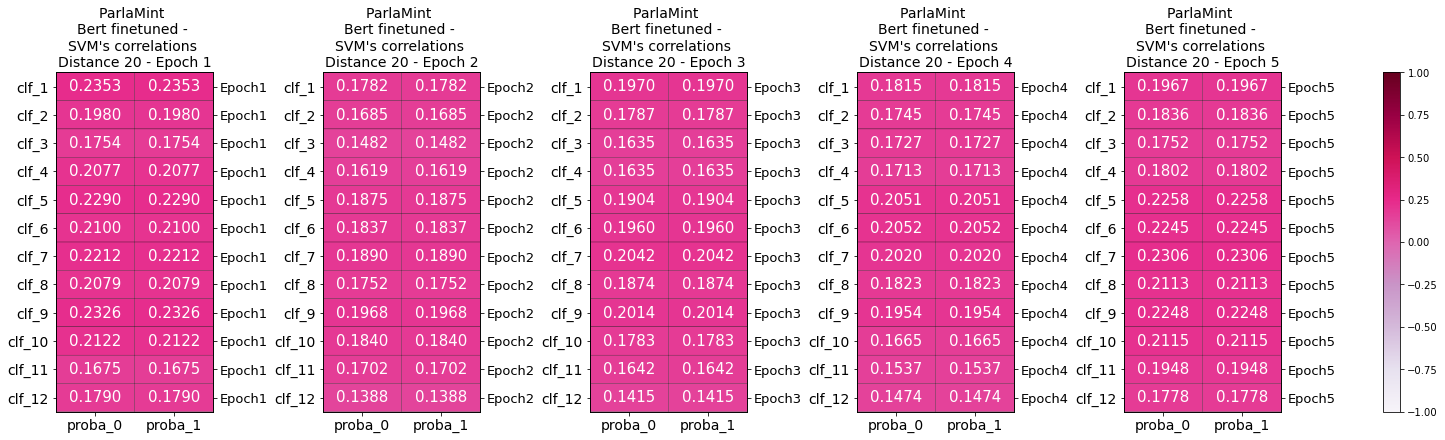 ParlaMint
Bert finetuned -
SVM's correlations
Distance 20 - Epoch 1
clf_1 0.2353 0.2353 Epoch1
clf_2 0.1980 0.1980 Epoch1
clf_3 0.1754 0.1754 Epoch1
clf_4 0.2077 0.2077 Epoch1
clf_5 0.2290 0.2290 Epoch1
clf_6 0.2100 0.2100 Epoch1
clf_7 0.2212 0.2212 Epoch1
clf_8 0.2079 0.2079 Epoch1
clf_9 0.2326 0.2326 Epoch1
clf_10 0.2122 0.2122 Epoch1
clf_11 0.1675 0.1675 Epoch1
clf_12 0.1790 0.1790 Epoch1
proba_0 proba_1
ParlaMint
Bert finetuned -
SVM's correlations
Distance 20 - Epoch 2
clf_1 0.1782 0.1782 Epoch2
clf_2 0.1685 0.1685 Epoch2
clf_3 0.1482 0.1482 Epoch2
clf_4 0.1619 0.1619 Epoch2
clf_5 0.1875 0.1875 Epoch2
clf_6 0.1837 0.1837 Epoch2
clf_7 0.1890 0.1890 Epoch2
clf_8 0.1752 0.1752 Epoch2
clf_9 0.1968 0.1968 Epoch2
clf_10 0.1840 0.1840 Epoch2
clf_11 0.1702 0.1702 Epoch2
clf_12 0.1388 0.1388 Epoch2
proba_0 proba_1
ParlaMint
Bert finetuned -
SVM's correlations
Distance 20 - Epoch 3
clf_1 0.1970 0.1970 Epoch3
clf_2 0.1787 0.1787 Epoch3
clf_3 0.1635 0.1635 Epoch3
clf_4 0.1635 0.1635 Epoch3
clf_5 0.1904 0.1904 Epoch3
clf_6 0.1960 0.1960 Epoch3
clf_7 0.2042 0.2042 Epoch3
clf_8 0.1874 0.1874 Epoch3
clf_9 0.2014 0.2014 Epoch3
clf_10 0.1783 0.1783 Epoch3
clf_11 0.1642 0.1642 Epoch3
clf_12 0.1415 0.1415 Epoch3
proba_0 proba_1
ParlaMint
Bert finetuned -
SVM's correlations
Distance 20 - Epoch 4
clf_1 0.1815 0.1815 Epoch4
clf_2 0.1745 0.1745 Epoch4
clf_3 0.1727 0.1727 Epoch4
clf_4 0.1713 0.1713 Epoch4
clf_5 0.2051 0.2051 Epoch4
clf_6 0.2052 0.2052 Epoch4
clf_7 0.2020 0.2020 Epoch4
clf_8 0.1823 0.1823 Epoch4
clf_9 0.1954 0.1954 Epoch4
clf_10 0.1665 0.1665 Epoch4
clf_11 0.1537 0.1537 Epoch4
clf_12 0.1474 0.1474 Epoch4
proba_0 proba_1
ParlaMint
Bert finetuned -
SVM's correlations
Distance 20 - Epoch 5
clf_1 0.1967 0.1967 Epoch5
clf_2 0.1836 0.1836 Epoch5
clf_3 0.1752 0.1752 Epoch5
clf_4 0.1802 0.1802 Epoch5
clf_5 0.2258 0.2258 Epoch5
clf_6 0.2245 0.2245 Epoch5
clf_7 0.2306 0.2306 Epoch5
clf_8 0.2113 0.2113 Epoch5
clf_9 0.2248 0.2248 Epoch5
clf_10 0.2115 0.2115 Epoch5
clf_11 0.1948 0.1948 Epoch5
clf_12 0.1778 0.1778 Epoch5
proba_0 proba_1
1.00
0.75
0.50
0.25
0.00
−0.25
−0.50
−0.75
−1.00